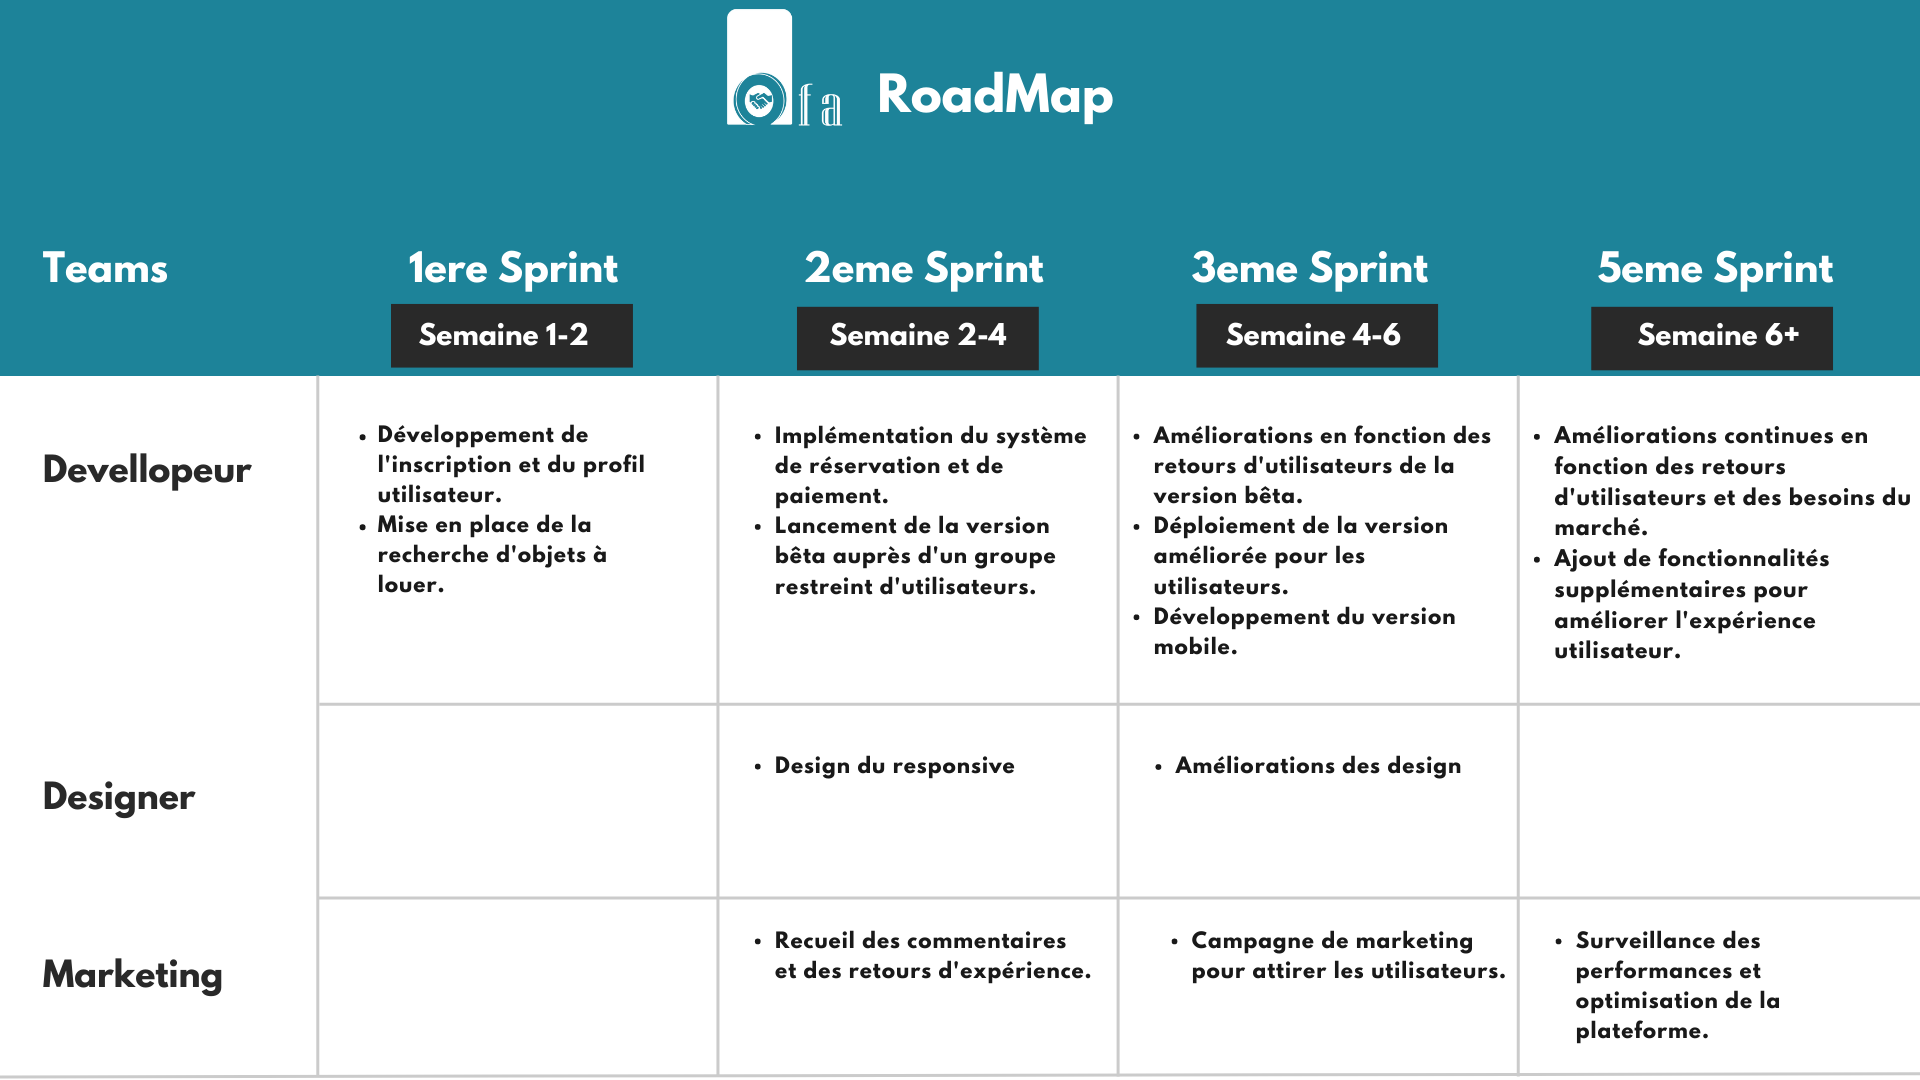 Ofa RoadMap
Teams
1ere Sprint
2eme Sprint
3eme Sprint
5eme Sprint
Semaine 1-2
Semaine 2-4
Semaine 4-6
Semaine 6+
Devellopeur
• Développement de
l'inscription et du profil
utilisateur.
• Mise en place de la
recherche d'objets à
louer.
• Implémentation du système
de réservation et de
paiement.
• Lancement de la version
bêta auprès d'un groupe
restreint d'utilisateurs.
• Améliorations en fonction des
retours d'utilisateurs de la
version bêta.
• Déploiement de la version
améliorée pour les
utilisateurs.
• Développement du version
mobile.
• Améliorations continues en
fonction des retours
d'utilisateurs et des besoins du
marché.
• Ajout de fonctionnalités
supplémentaires pour
améliorer l'expérience
utilisateur.
Designer
• Design du responsive
• Améliorations des design
Marketing
• Recueil des commentaires
et des retours d'expérience.
• Campagne de marketing
pour attirer les utilisateurs.
• Surveillance des
performances et
optimisation de la
plateforme.